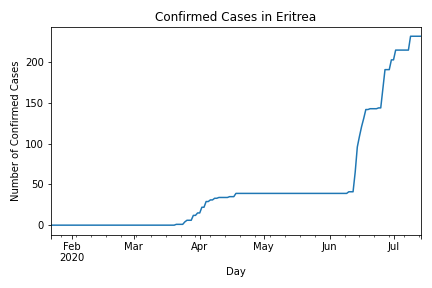 Confirmed Cases in Eritrea
Number of Confirmed Cases
200
150
100
50
0
Feb Mar Apr May Jun Jul
2020
Day